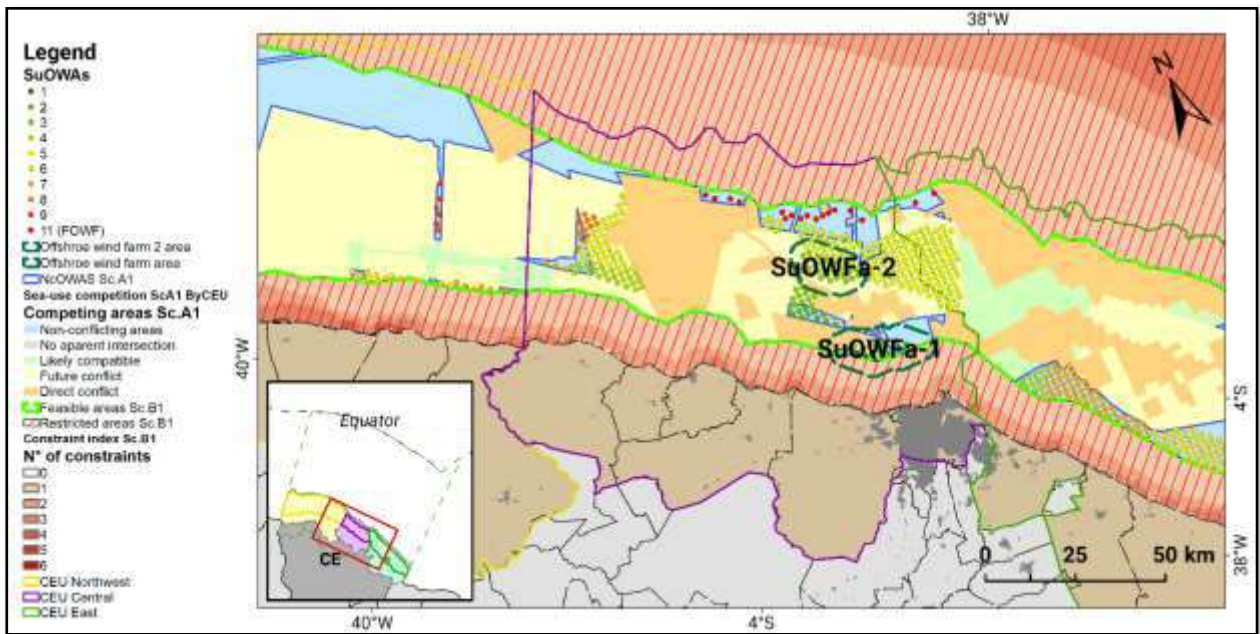 Legend
SuOWAs
1
2
3
4
5
6
7
8
9
11 (FOWF)
Offshroe wind farm 2 area
Offshroe wind farm area
NcOWAS Sc.A1
Sea-use competition ScA1 ByCEU
Competing areas Sc.A1
Non-conflicting areas
No apparent intersection
Likely compatible
Future conflict
Direct conflict
Feasible areas Sc.B1
Restricted areas Sc.B1
Constraint index Sc.B1
N° of constraints
0
1
2
3
4
5
6
CEU Northwest
CEU Central
CEU East
38°W
N
SuOWFa-2
SuOWFa-1
40°W
4°S
Equator
CE
0 25 50 km
38°W
40°W
4°S